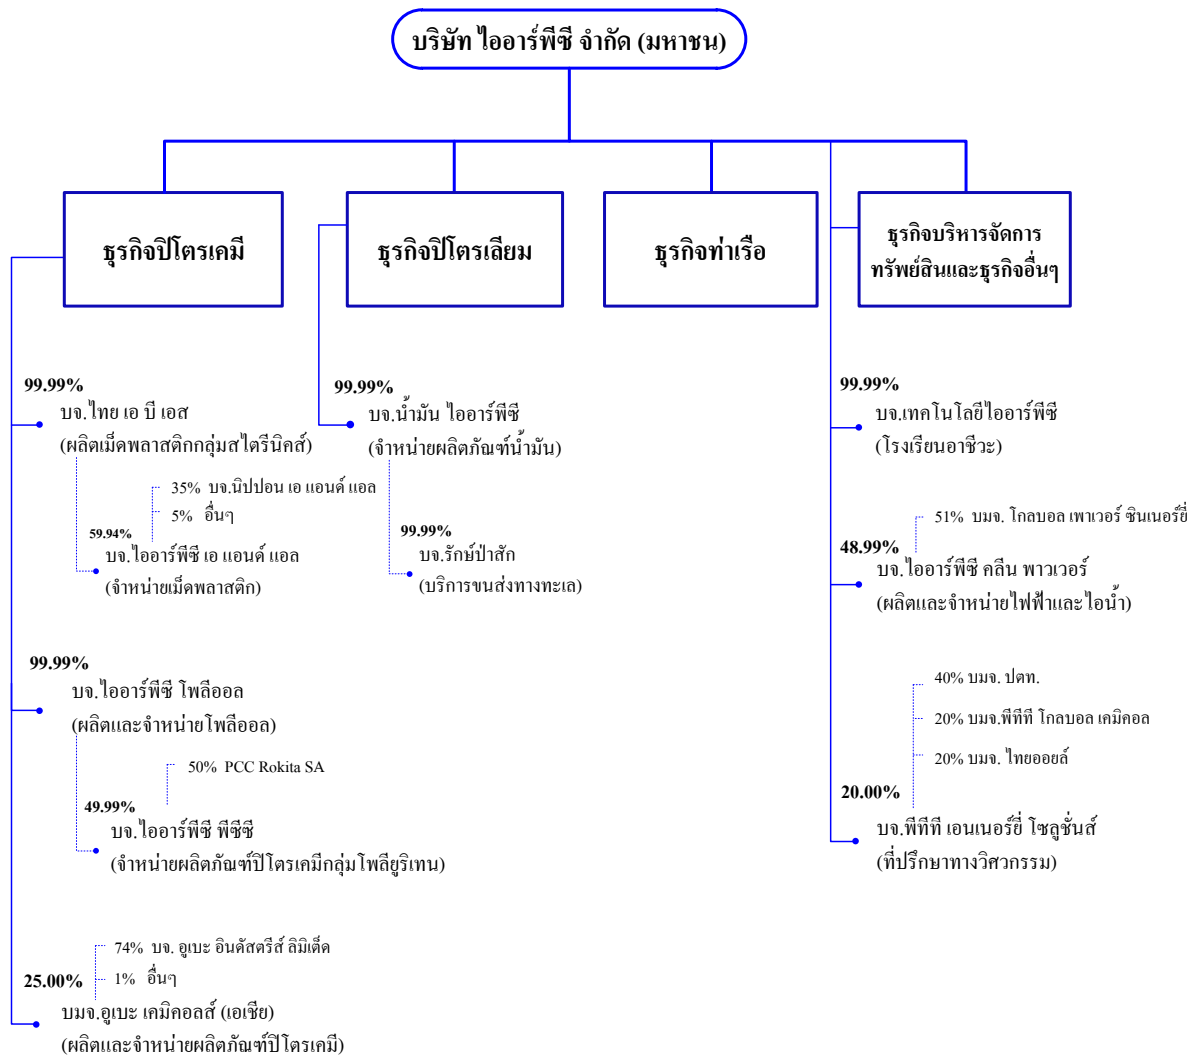 บริษัท ไออาร์พีซี จำกัด (มหาชน)
ธุรกิจปิโตรเคมี
99.99%
บจ.ไทย เอ บี เอส
(ผลิตเม็ดพลาสติกกลุ่มสไตรีนิคส์)
35% บจ.นิปปอน เอ แอนด์ แอล
5% อื่นๆ
59.94%
บจ.ไออาร์พีซี เอ แอนด์ แอล
(จำหน่ายเม็ดพลาสติก)
99.99%
บจ.ไออาร์พีซี โพลีออล
(ผลิตและจำหน่ายโพลีออล)
50% PCC Rokita SA
49.99%
บจ.ไออาร์พีซี พีซีซี
(จำหน่ายผลิตภัณฑ์ปิโตรเคมีกลุ่มโพลียูริเทน)
74% บจ. อูเบะ อินดัสตรีส์ ลิมิเต็ด
1% อื่นๆ
25.00%
บมจ.อูเบะ เคมิคอลส์ (เอเชีย)
(ผลิตและจำหน่ายผลิตภัณฑ์ปิโตรเคมี)
ธุรกิจปิโตรเลียม
99.99%
บจ.น้ำมัน ไออาร์พีซี
(จำหน่ายผลิตภัณฑ์น้ำมัน)
99.99%
บจ.รักษ์ป่าสัก
(บริการขนส่งทางทะเล)
ธุรกิจท่าเรือ
ธุรกิจบริหารจัดการ
ทรัพย์สินและธุรกิจอื่นๆ
99.99%
บจ.เทคโนโลยีไออาร์พีซี
(โรงเรียนอาชีวะ)
51% บมจ. โกลบอล เพาเวอร์ ซินเนอร์ยี่
48.99%
บจ.ไออาร์พีซี คลีน พาวเวอร์
(ผลิตและจำหน่ายไฟฟ้าและไอน้ำ)
40% บมจ. ปตท.
20% บมจ.พีทีที โกลบอล เคมิคอล
20% บมจ. ไทยออยล์
20.00%
บจ.พีทีที เอนเนอร์ยี่ โซลูชั่นส์
(ที่ปรึกษาทางวิศวกรรม)